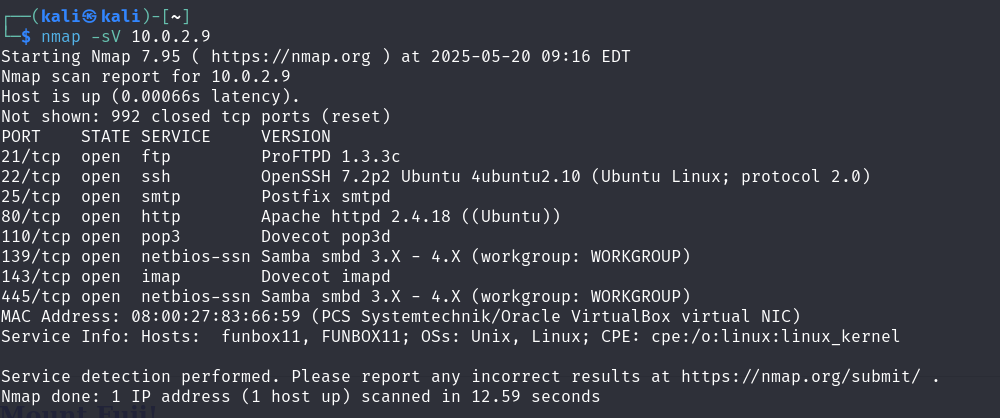 ┌──(kali㉿kali)-[~]
└─$ nmap -sV 10.0.2.9
Starting Nmap 7.95 ( https://nmap.org ) at 2025-05-20 09:16 EDT
Nmap scan report for 10.0.2.9
Host is up (0.00066s latency).
Not shown: 992 closed tcp ports (reset)
PORT    STATE SERVICE     VERSION
21/tcp  open  ftp         ProFTPD 1.3.3c
22/tcp  open  ssh         OpenSSH 7.2p2 Ubuntu 4ubuntu2.10 (Ubuntu Linux; protocol 2.0)
25/tcp  open  smtp        Postfix smtpd
80/tcp  open  http        Apache httpd 2.4.18 ((Ubuntu))
110/tcp open  pop3        Dovecot pop3d
139/tcp open  netbios-ssn Samba smbd 3.X - 4.X (workgroup: WORKGROUP)
143/tcp open  imap        Dovecot imapd
445/tcp open  netbios-ssn Samba smbd 3.X - 4.X (workgroup: WORKGROUP)
MAC Address: 08:00:27:83:66:59 (PCS Systemtechnik/Oracle VirtualBox virtual NIC)
Service Info: Hosts:  funbox11, FUNBOX11; OSs: Unix, Linux; CPE: cpe:/o:linux:linux_kernel
Service detection performed. Please report any incorrect results at https://nmap.org/submit/ .
Nmap done: 1 IP address (1 host up) scanned in 12.59 seconds
Mount Fuji!